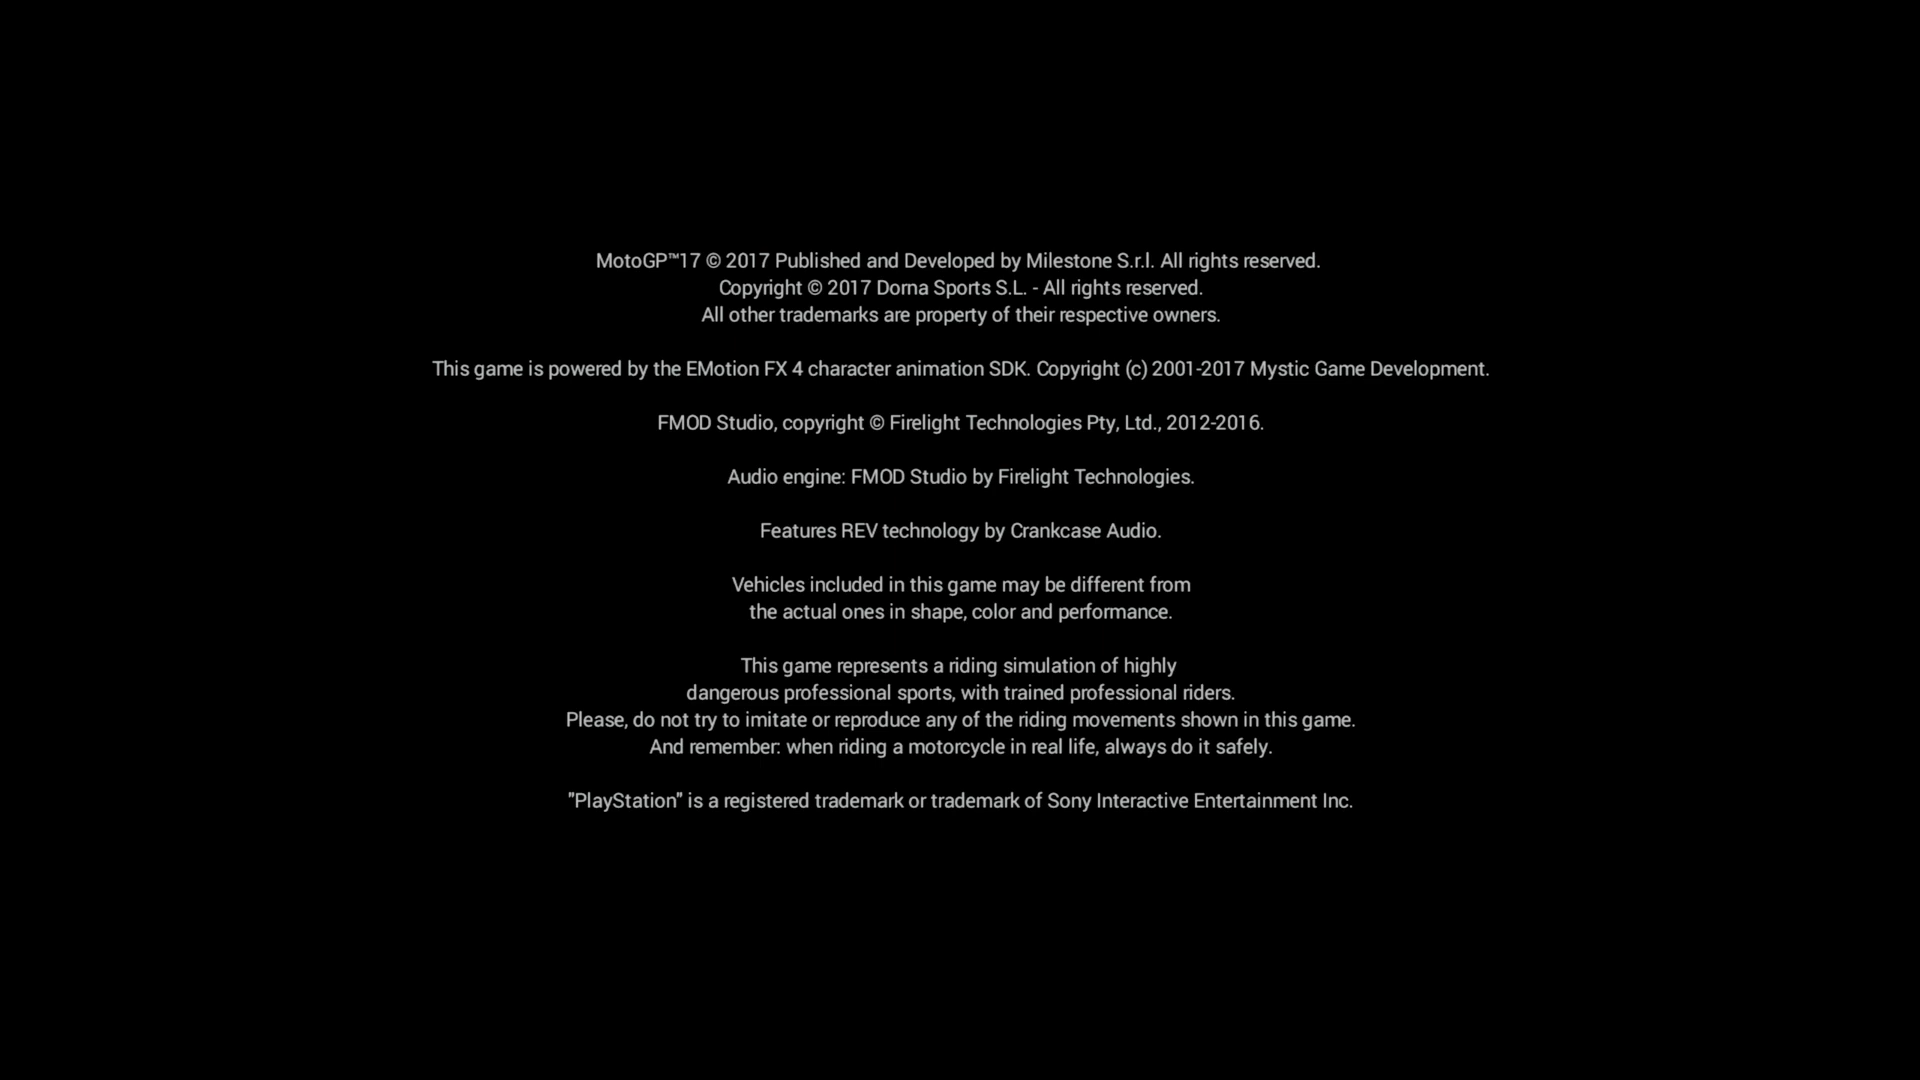 MotoGP™17 © 2017 Published and Developed by Milestone S.r.l. All rights reserved.
Copyright © 2017 Dorna Sports S.L. - All rights reserved.
All other trademarks are property of their respective owners.
This game is powered by the EMotion FX 4 character animation SDK. Copyright (c) 2001-2017 Mystic Game Development.
FMOD Studio, copyright © Firelight Technologies Pty, Ltd., 2012-2016.
Audio engine: FMOD Studio by Firelight Technologies.
Features REV technology by Crankcase Audio.
Vehicles included in this game may be different from
the actual ones in shape, color and performance.
This game represents a riding simulation of highly
dangerous professional sports, with trained professional riders.
Please, do not try to imitate or reproduce any of the riding movements shown in this game.
And remember: when riding a motorcycle in real life, always do it safely.
"PlayStation" is a registered trademark or trademark of Sony Interactive Entertainment Inc.